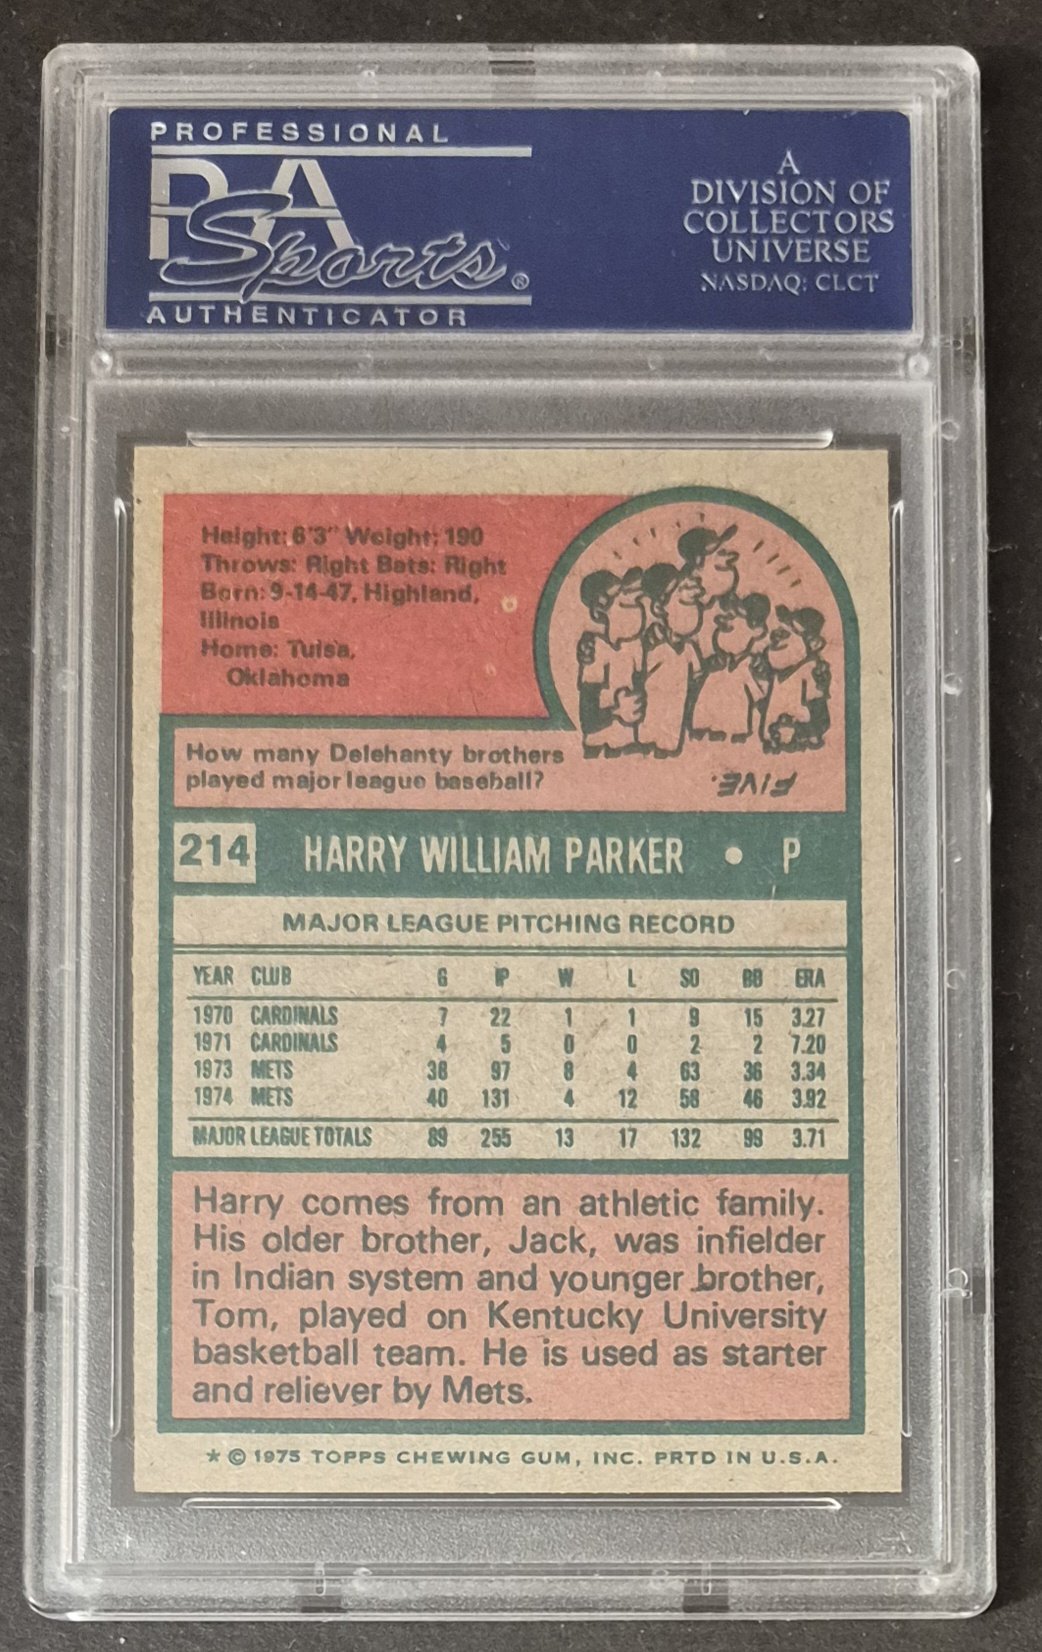 PROFESSIONAL
PSA
Sports®
AUTHENTICATOR
A
DIVISION OF
COLLECTORS
UNIVERSE
NASDAQ: CLCT
Height: 6'3" Weight: 190
Throws: Right Bats: Right
Born: 9-14-47, Highland,
Illinois
Home: Tulsa,
Oklahoma
How many Delehanty brothers
played major league baseball?
FIVE.
214 HARRY WILLIAM PARKER • P
MAJOR LEAGUE PITCHING RECORD
YEAR CLUB G IP W L SO BB ERA
1970 CARDINALS 7 22 1 1 9 15 3.27
1971 CARDINALS 4 5 0 0 2 2 7.20
1973 METS 38 97 8 4 63 36 3.34
1974 METS 40 131 4 12 58 46 3.92
MAJOR LEAGUE TOTALS 89 255 13 17 132 99 3.71
Harry comes from an athletic family.
His older brother, Jack, was infielder
in Indian system and younger brother,
Tom, played on Kentucky University
basketball team. He is used as starter
and reliever by Mets.
* © 1975 TOPPS CHEWING GUM, INC. PRTD IN U.S.A.